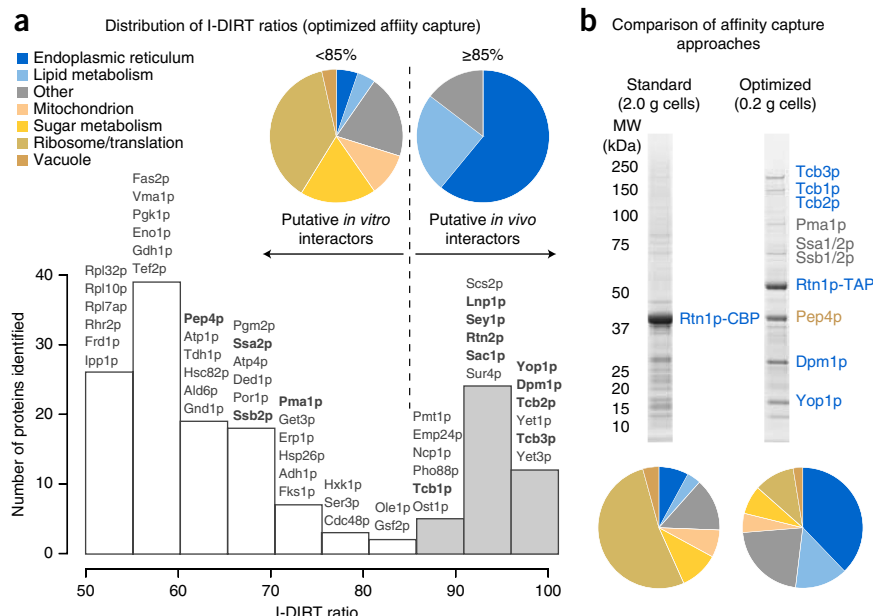 a
Distribution of I-DIRT ratios (optimized affiity capture)
Endoplasmic reticulum
Lipid metabolism
Other
Mitochondrion
Sugar metabolism
Ribosome/translation
Vacuole
<85%
≥85%
Putative in vitro
interactors
Putative in vivo
interactors
Number of proteins identified
40
30
20
10
0
Rpl32p
Rpl10p
Rpl7ap
Rhr2p
Frd1p
Ipp1p
Fas2p
Vma1p
Pgk1p
Eno1p
Gdh1p
Tef2p
Pep4p
Atp1p
Tdh1p
Hsc82p
Ald6p
Gnd1p
Pgm2p
Ssa2p
Atp4p
Ded1p
Por1p
Ssb2p
Pma1p
Get3p
Erp1p
Hsp26p
Adh1p
Fks1p
Hxk1p
Ser3p
Cdc48p
Ole1p
Gsf2p
Pmt1p
Emp24p
Ncp1p
Pho88p
Tcb1p
Ost1p
Scs2p
Lnp1p
Sey1p
Rtn2p
Sac1p
Sur4p
Yop1p
Dpm1p
Tcb2p
Yet1p
Tcb3p
Yet3p
50 60 70 80 90 100
I-DIRT ratio
b
Comparison of affinity capture
approaches
Standard
(2.0 g cells)
Optimized
(0.2 g cells)
MW
(kDa)
250
150
100
75
50
37
25
20
15
10
Rtn1p-CBP
Tcb3p
Tcb1p
Tcb2p
Pma1p
Ssa1/2p
Ssb1/2p
Rtn1p-TAP
Pep4p
Dpm1p
Yop1p